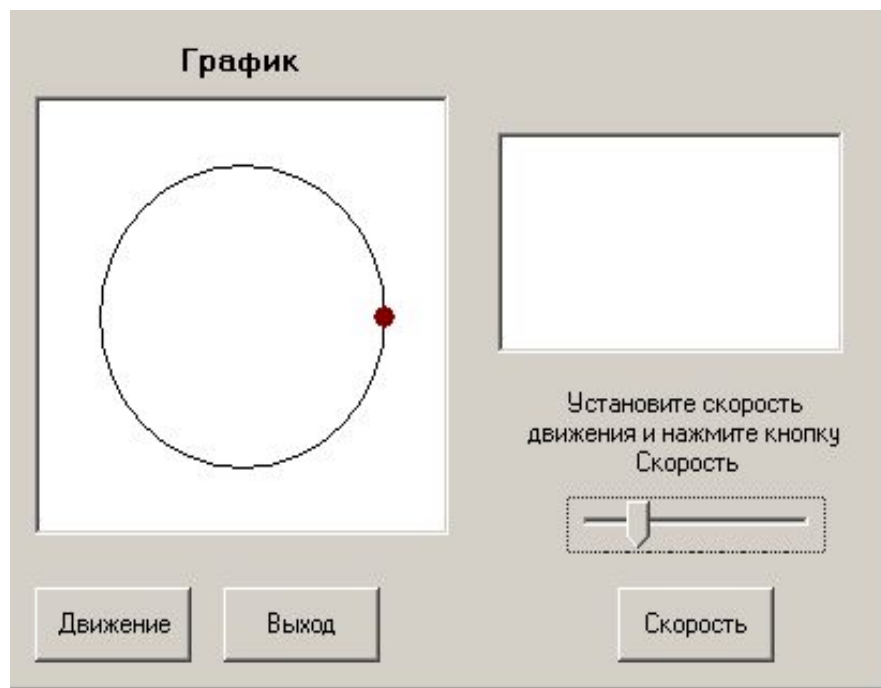 График
Установите скорость
движения и нажмите кнопку
Скорость
Движение
Выход
Скорость